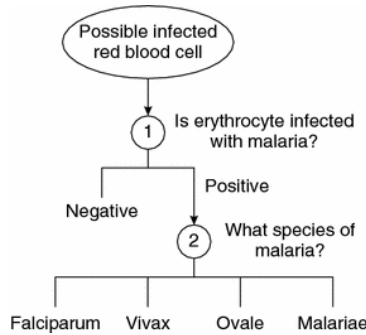 Possible infected
red blood cell
1
Is erythrocyte infected
with malaria?
Positive
Negative
2
What species of
malaria?
Falciparum
Vivax
Ovale
Malariae